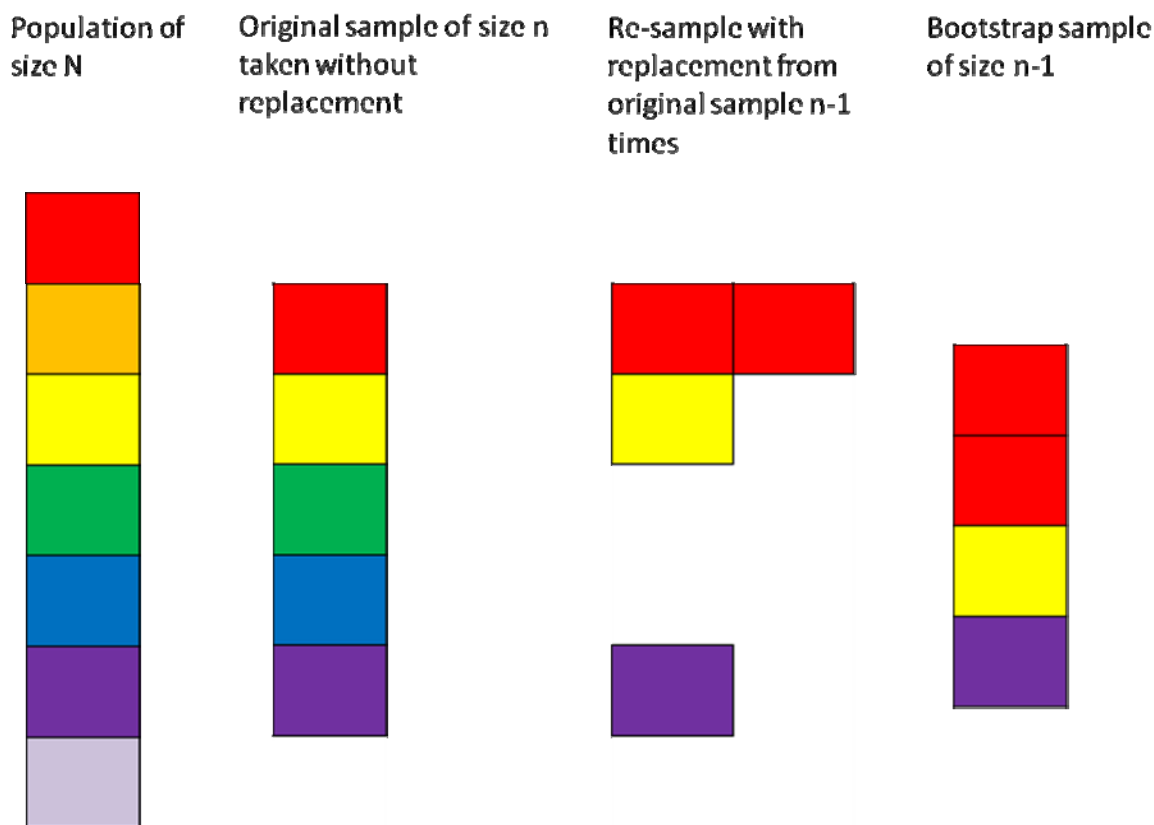 Population of
size N
Original sample of size n
taken without
replacement
Re-sample with
replacement from
original sample n-1
times
Bootstrap sample
of size n-1